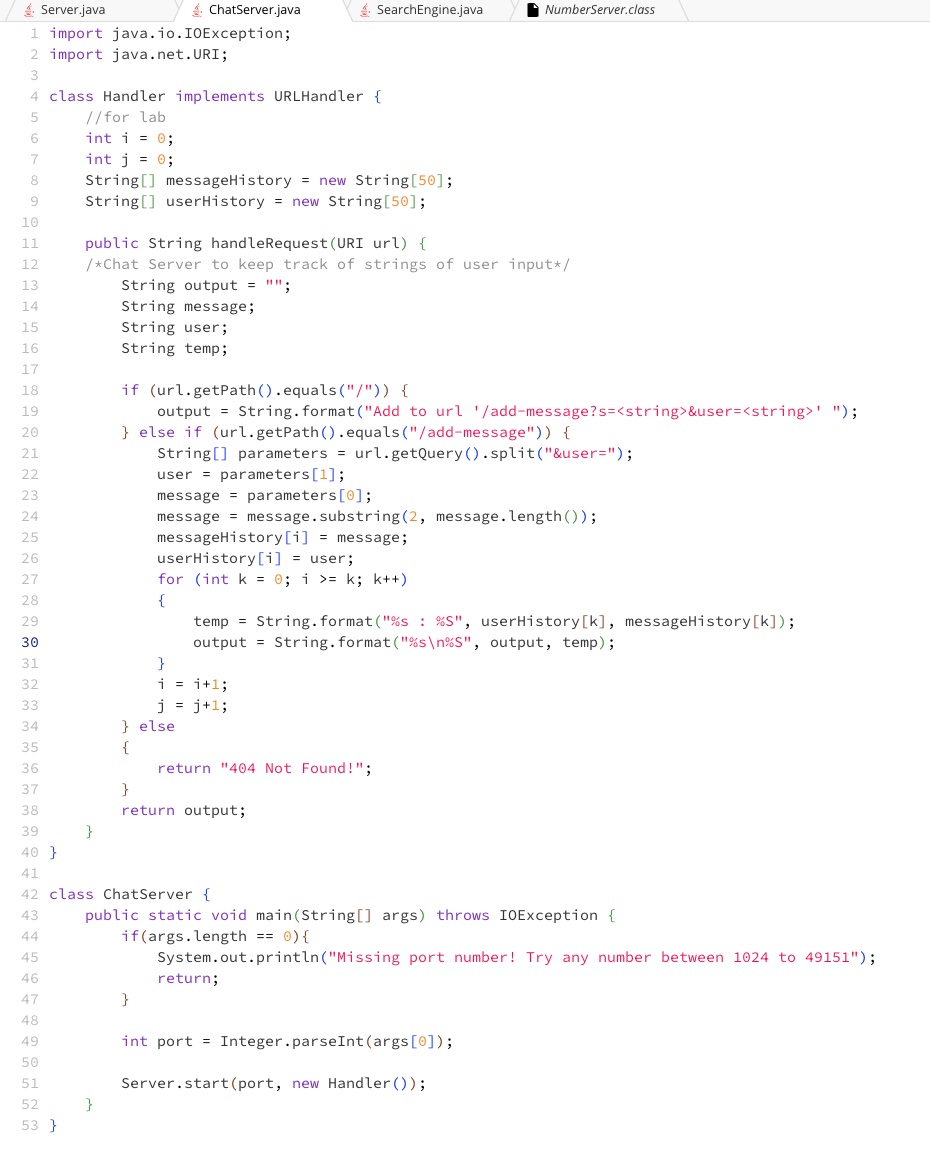 Server.java ChatServer.java SearchEngine.java NumberServer.class
1 import java.io.IOException;
2 import java.net.URI;
3
4 class Handler implements URLHandler {
5     //for lab
6     int i = 0;
7     int j = 0;
8     String[] messageHistory = new String[50];
9     String[] userHistory = new String[50];
10
11     public String handleRequest(URI url) {
12     /*Chat Server to keep track of strings of user input*/
13         String output = "";
14         String message;
15         String user;
16         String temp;
17
18         if (url.getPath().equals("/")) {
19             output = String.format("Add to url '/add-message?s=<string>&user=<string>' ");
20         } else if (url.getPath().equals("/add-message")) {
21             String[] parameters = url.getQuery().split("&user=");
22             user = parameters[1];
23             message = parameters[0];
24             message = message.substring(2, message.length());
25             messageHistory[i] = message;
26             userHistory[i] = user;
27             for (int k = 0; i >= k; k++)
28             {
29                 temp = String.format("%s : %S", userHistory[k], messageHistory[k]);
30                 output = String.format("%s\n%S", output, temp);
31             }
32             i = i+1;
33             j = j+1;
34         } else
35         {
36             return "404 Not Found!";
37         }
38         return output;
39     }
40 }
41
42 class ChatServer {
43     public static void main(String[] args) throws IOException {
44         if(args.length == 0){
45             System.out.println("Missing port number! Try any number between 1024 to 49151");
46             return;
47         }
48
49         int port = Integer.parseInt(args[0]);
50
51         Server.start(port, new Handler());
52     }
53 }